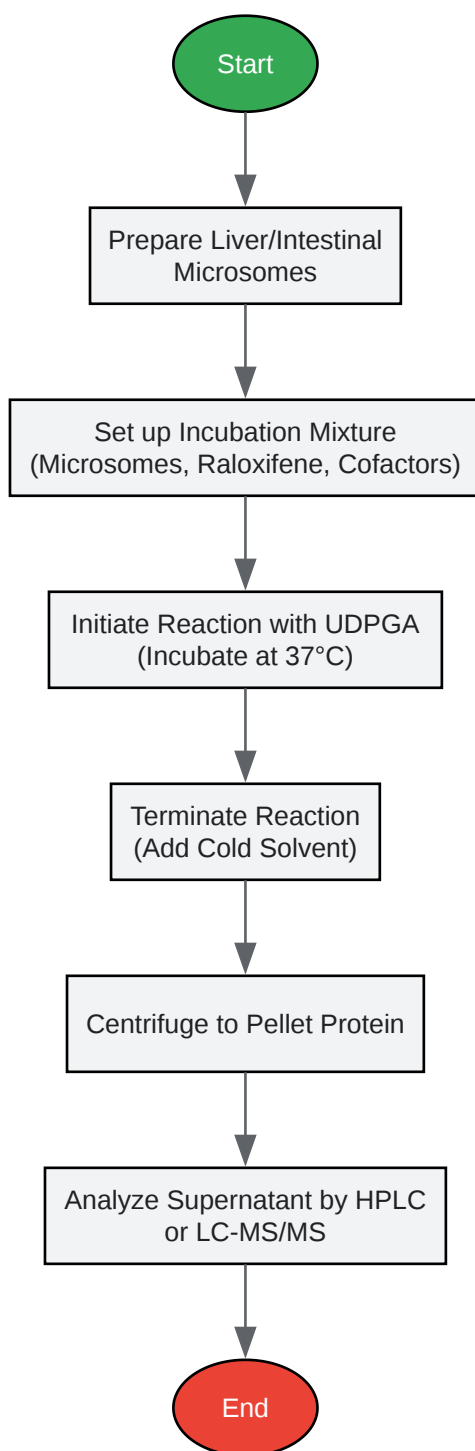 Start
Prepare Liver/Intestinal
Microsomes
Set up Incubation Mixture
(Microsomes, Raloxifene, Cofactors)
Initiate Reaction with UDPGA
(Incubate at 37°C)
Terminate Reaction
(Add Cold Solvent)
Centrifuge to Pellet Protein
Analyze Supernatant by HPLC
or LC-MS/MS
End